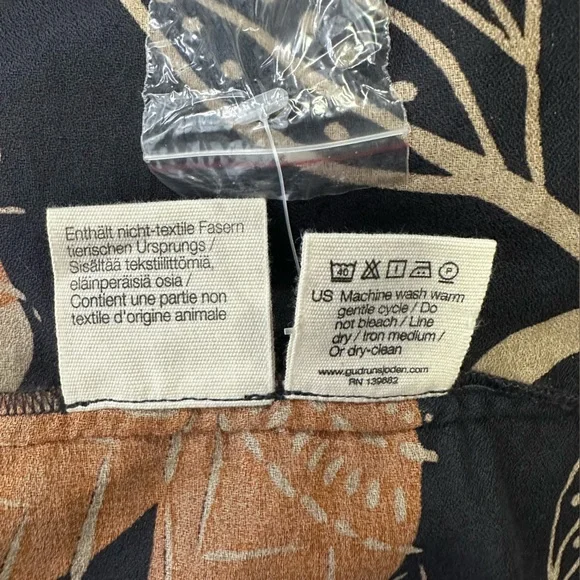 Enthält nicht-textile Fasern
tierischen Ursprungs /
Sisältää tekstiilittömiä,
eläinperäisiä osia /
Contient une partie non
textile d'origine animale
40 P
US Machine wash warm
gentle cycle / Do
not bleach / Line
dry / Iron medium /
Or dry-clean
www.gudrunsjoden.com
RN 139682